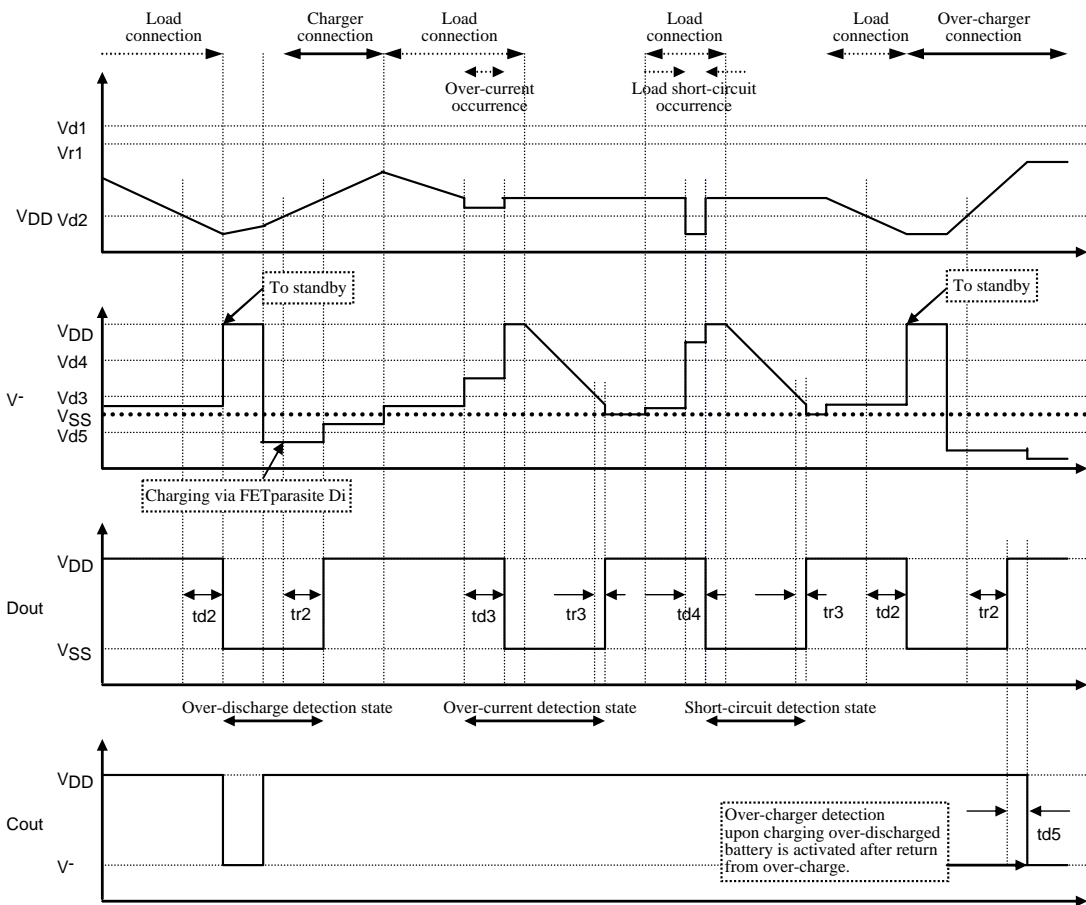 Load
connection
Charger
connection
Load
connection
Load
connection
Load
connection
Over-charger
connection
Over-current
occurrence
Load short-circuit
occurrence
Vd1
Vr1
VDD Vd2
To standby
To standby
VDD
Vd4
Vd3
V-
VSS
Vd5
Charging via FETparasite Di
VDD
Dout
td2
tr2
td3
tr3
td4
tr3
td2
tr2
VSS
Over-discharge detection state
Over-current detection state
Short-circuit detection state
VDD
Cout
V-
Over-charger detection
upon charging over-discharged
battery is activated after return
from over-charge.
td5